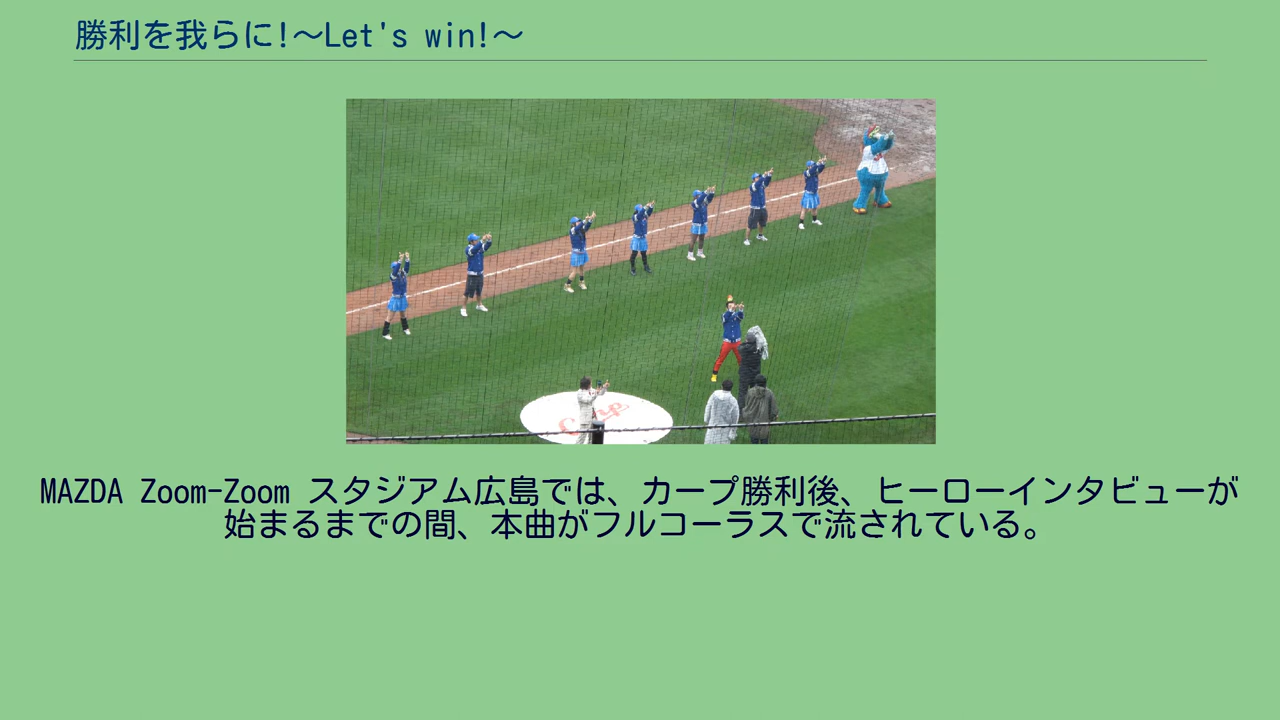 勝利を我らに!～Let's win!～
Carp
MAZDA Zoom-Zoom スタジアム広島では、カープ勝利後、ヒーローインタビューが
始まるまでの間、本曲がフルコーラスで流されている。